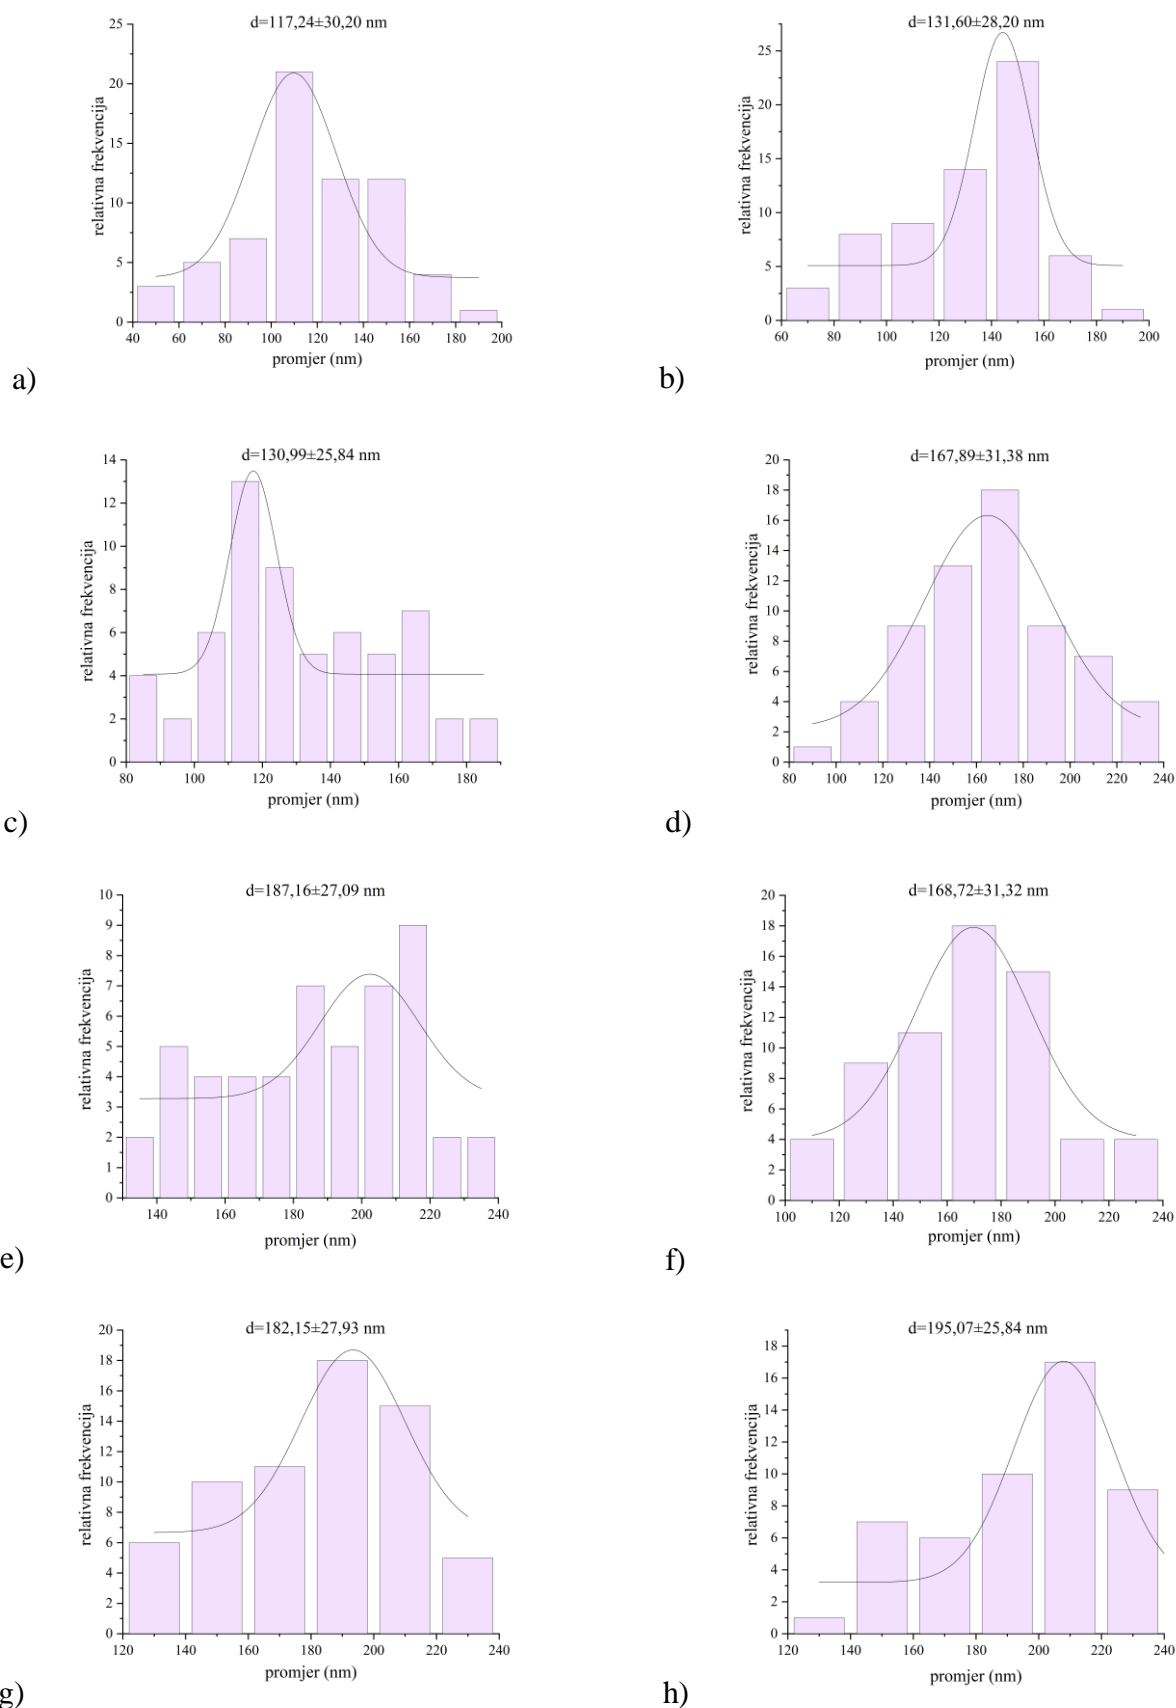 d=117,24±30,20 nm
25
20
15
10
5
0
relativna frekvencija
40 60 80 100 120 140 160 180 200
promjer (nm)
a)
d=131,60±28,20 nm
25
20
15
10
5
0
relativna frekvencija
60 80 100 120 140 160 180 200
promjer (nm)
b)
d=130,99±25,84 nm
14
12
10
8
6
4
2
0
relativna frekvencija
80 100 120 140 160 180
promjer (nm)
c)
d=167,89±31,38 nm
20
18
16
14
12
10
8
6
4
2
0
relativna frekvencija
80 100 120 140 160 180 200 220 240
promjer (nm)
d)
d=187,16±27,09 nm
10
9
8
7
6
5
4
3
2
1
0
relativna frekvencija
140 160 180 200 220 240
promjer (nm)
e)
d=168,72±31,32 nm
20
18
16
14
12
10
8
6
4
2
0
relativna frekvencija
100 120 140 160 180 200 220 240
promjer (nm)
f)
d=182,15±27,93 nm
20
18
16
14
12
10
8
6
4
2
0
relativna frekvencija
120 140 160 180 200 220 240
promjer (nm)
g)
d=195,07±25,84 nm
18
16
14
12
10
8
6
4
2
0
relativna frekvencija
120 140 160 180 200 220 240
promjer (nm)
h)